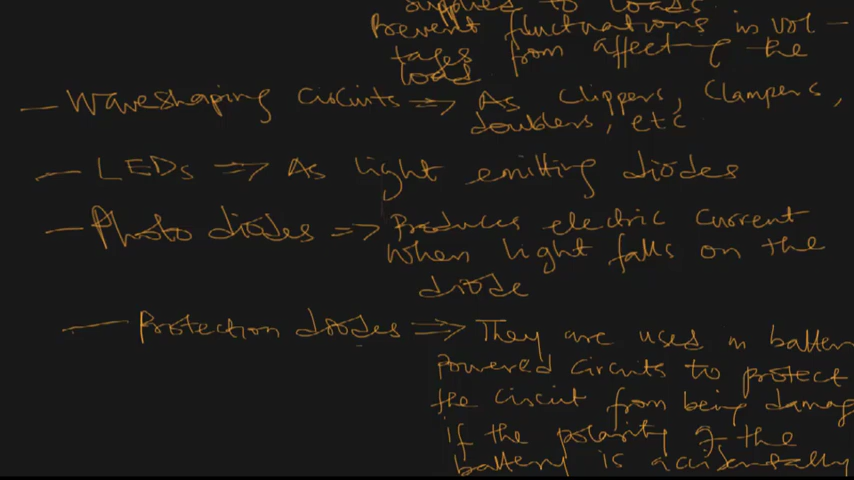 supplied to loads
Prevent fluctuations in vol-
tages from affecting the
load
- Waveshaping circuits => As clippers, clampers,
doublers, etc
- LEDs => As light emitting diodes
- Photo diodes => Produces electric current
when light falls on the
diode
- Protection diodes => They are used in batter
powered circuits to protect
the circuit from being damag
if the polarity of the
battery is accidentally